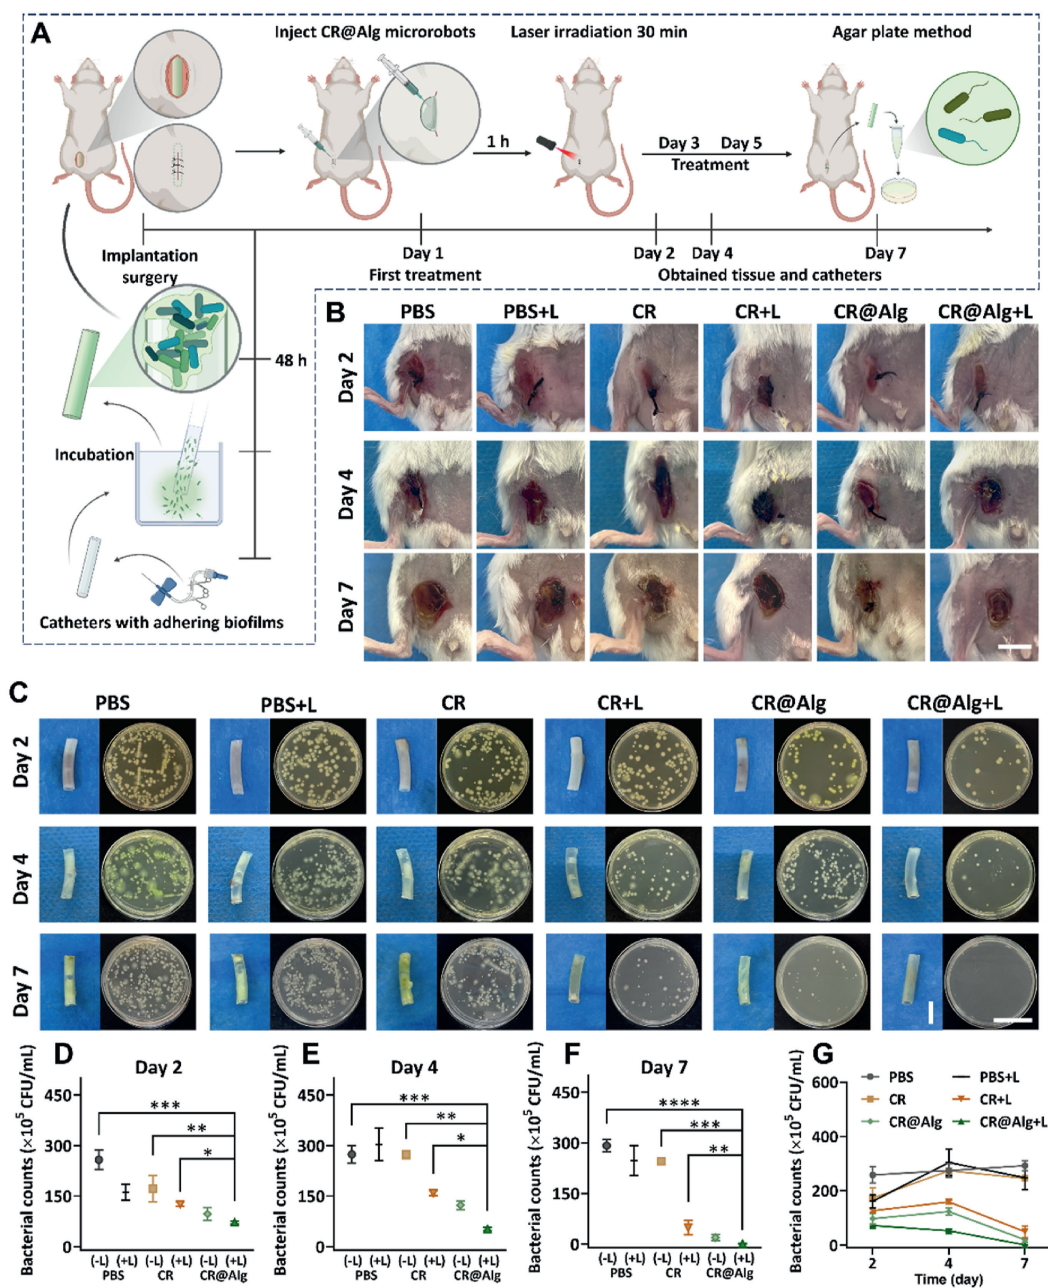 A
Inject CR@Alg microrobots
Laser irradiation 30 min
Agar plate method
1 h
Day 3
Day 5
Treatment
Implantation
surgery
Day 1
First treatment
Day 2
Day 4
Day 7
Obtained tissue and catheters
48 h
Incubation
Catheters with adhering biofilms
B
PBS
PBS+L
CR
CR+L
CR@Alg
CR@Alg+L
Day 2
Day 4
Day 7
C
PBS
PBS+L
CR
CR+L
CR@Alg
CR@Alg+L
Day 2
Day 4
Day 7
D
Day 2
Bacterial counts (×10⁵ CFU/mL)
450
300
150
0
***
**
*
(-L) (+L) (-L) (+L) (-L) (+L)
PBS CR CR@Alg
E
Day 4
Bacterial counts (×10⁵ CFU/mL)
450
300
150
0
***
**
*
(-L) (+L) (-L) (+L) (-L) (+L)
PBS CR CR@Alg
F
Day 7
Bacterial counts (×10⁵ CFU/mL)
450
300
150
0
****
***
**
(-L) (+L) (-L) (+L) (-L) (+L)
PBS CR CR@Alg
G
Bacterial counts (×10⁵ CFU/mL)
600
400
200
0
PBS
PBS+L
CR
CR+L
CR@Alg
CR@Alg+L
2 4 7
Time (day)